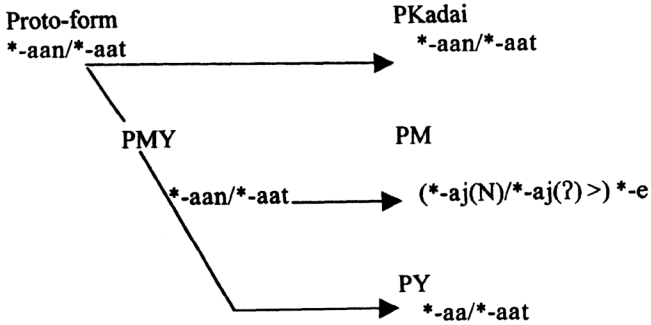 Proto-form
*-aan/*-aat
PKadai
*-aan/*-aat
PMY
PM
*-aan/*-aat
(*-aj(N)/*-aj(?) >) *-e
PY
*-aa/*-aat